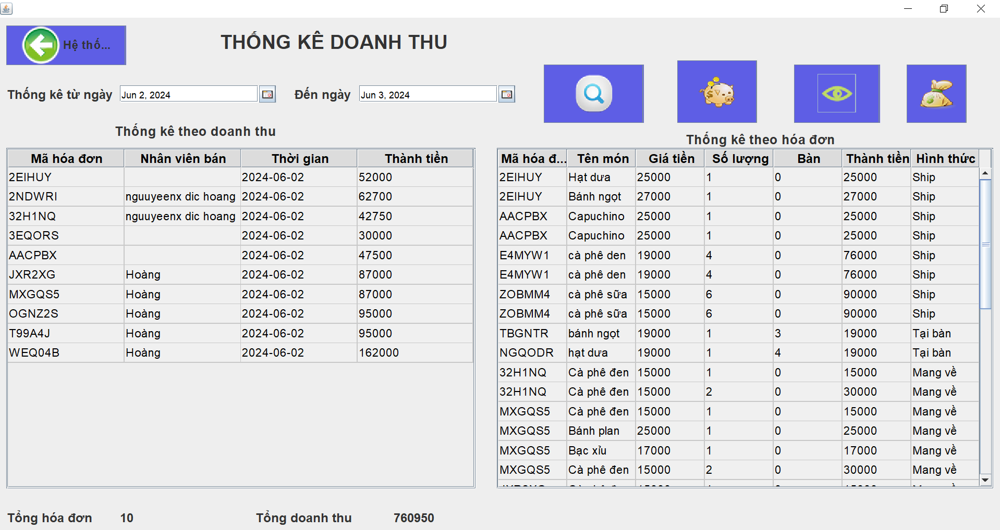 Hệ thố...
THỐNG KÊ DOANH THU
Thống kê từ ngày Jun 2, 2024 Đến ngày Jun 3, 2024
Thống kê theo doanh thu
Mã hóa đơn Nhân viên bán Thời gian Thành tiền
2EIHUY 2024-06-02 52000
2NDWRI nguuyeenx dic hoang 2024-06-02 62700
32H1NQ nguuyeenx dic hoang 2024-06-02 42750
3EQORS 2024-06-02 30000
AACPBX 2024-06-02 47500
JXR2XG Hoàng 2024-06-02 87000
MXGQS5 Hoàng 2024-06-02 87000
OGNZ2S Hoàng 2024-06-02 95000
T99A4J Hoàng 2024-06-02 95000
WEQ04B Hoàng 2024-06-02 162000
Thống kê theo hóa đơn
Mã hóa đ... Tên món Giá tiền Số lượng Bàn Thành tiền Hình thức
2EIHUY Hạt dưa 25000 1 0 25000 Ship
2EIHUY Bánh ngọt 27000 1 0 27000 Ship
AACPBX Capuchino 25000 1 0 25000 Ship
AACPBX Capuchino 25000 1 0 25000 Ship
E4MYW1 cà phê den 19000 4 0 76000 Ship
E4MYW1 cà phê den 19000 4 0 76000 Ship
ZOBMM4 cà phê sữa 15000 6 0 90000 Ship
ZOBMM4 cà phê sữa 15000 6 0 90000 Ship
TBGNTR bánh ngọt 19000 1 3 19000 Tại bàn
NGQODR hạt dưa 19000 1 4 19000 Tại bàn
32H1NQ Cà phê đen 15000 1 0 15000 Mang về
32H1NQ Cà phê đen 15000 2 0 30000 Mang về
MXGQS5 Cà phê đen 15000 1 0 15000 Mang về
MXGQS5 Bánh plan 25000 1 0 25000 Mang về
MXGQS5 Bạc xỉu 17000 1 0 17000 Mang về
MXGQS5 Cà phê đen 15000 2 0 30000 Mang về
Tổng hóa đơn 10 Tổng doanh thu 760950